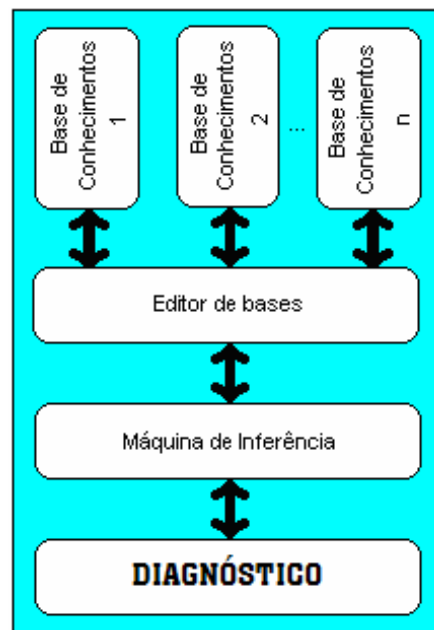 Base de
Conhecimentos
1
Base de
Conhecimentos
2
...
Base de
Conhecimentos
n
Editor de bases
Máquina de Inferência
DIAGNÓSTICO